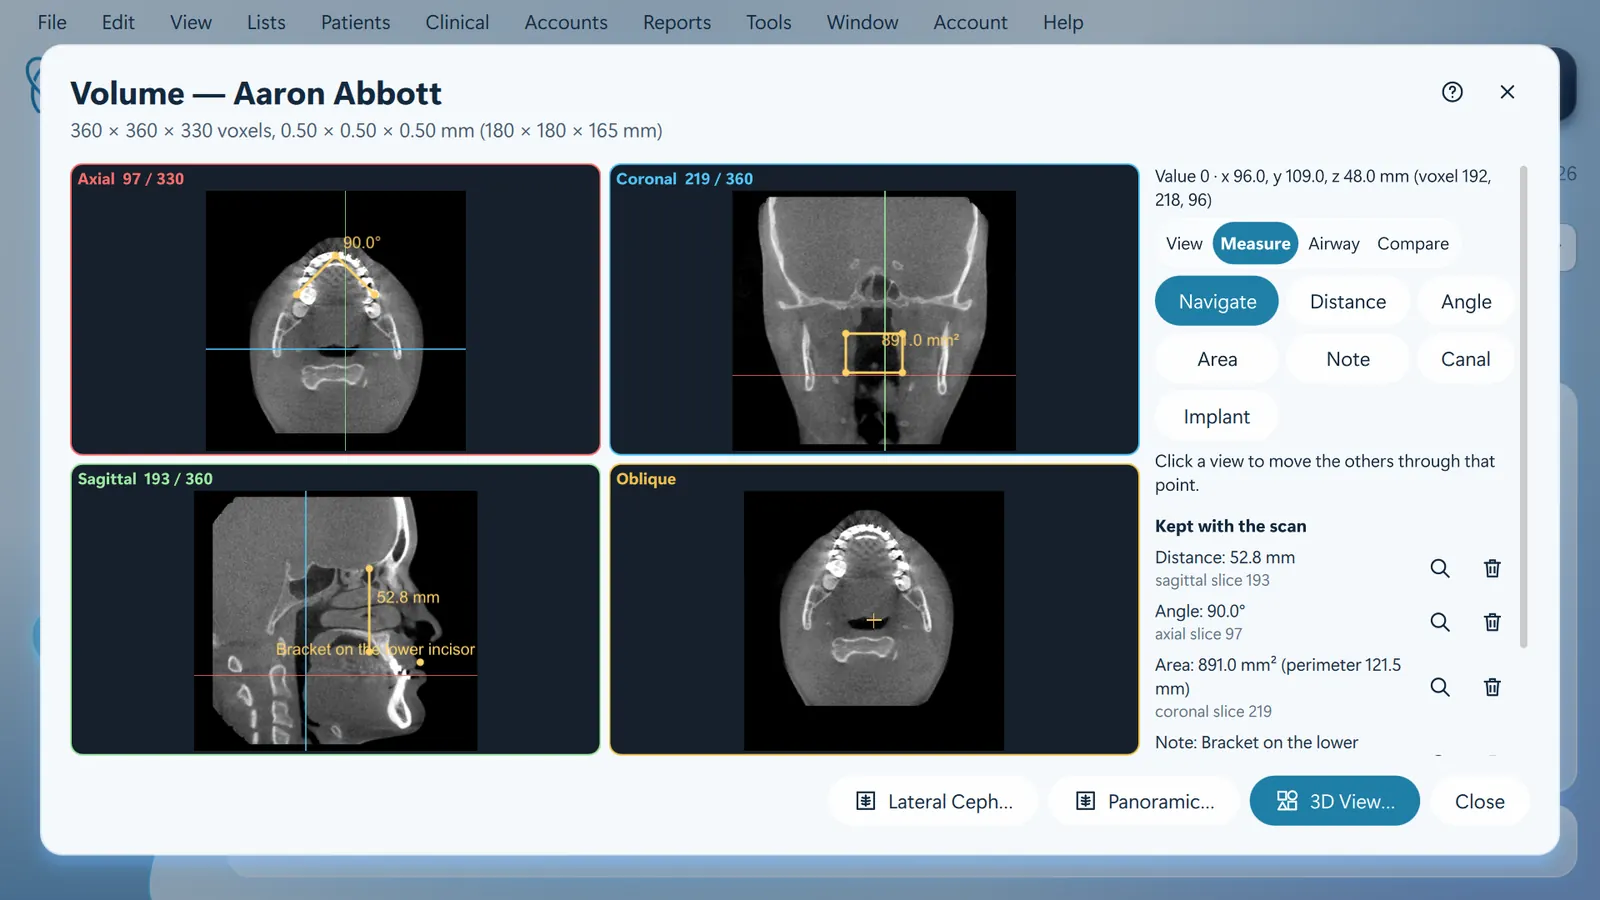 File Edit View Lists Patients Clinical Accounts Reports Tools Window Account Help
Volume — Aaron Abbott
360 × 360 × 330 voxels, 0.50 × 0.50 × 0.50 mm (180 × 180 × 165 mm)
Axial 97 / 330
90.0°
Coronal 219 / 360
891.0 mm²
Sagittal 193 / 360
52.8 mm
Bracket on the lower incisor
Oblique
26
Value 0 · x 96.0, y 109.0, z 48.0 mm (voxel 192,
218, 96)
View Measure Airway Compare
Navigate Distance Angle
Area Note Canal
Implant
Click a view to move the others through that
point.
Kept with the scan
Distance: 52.8 mm
sagittal slice 193
Angle: 90.0°
axial slice 97
Area: 891.0 mm² (perimeter 121.5
mm)
coronal slice 219
Note: Bracket on the lower
Lateral Ceph... Panoramic... 3D View... Close